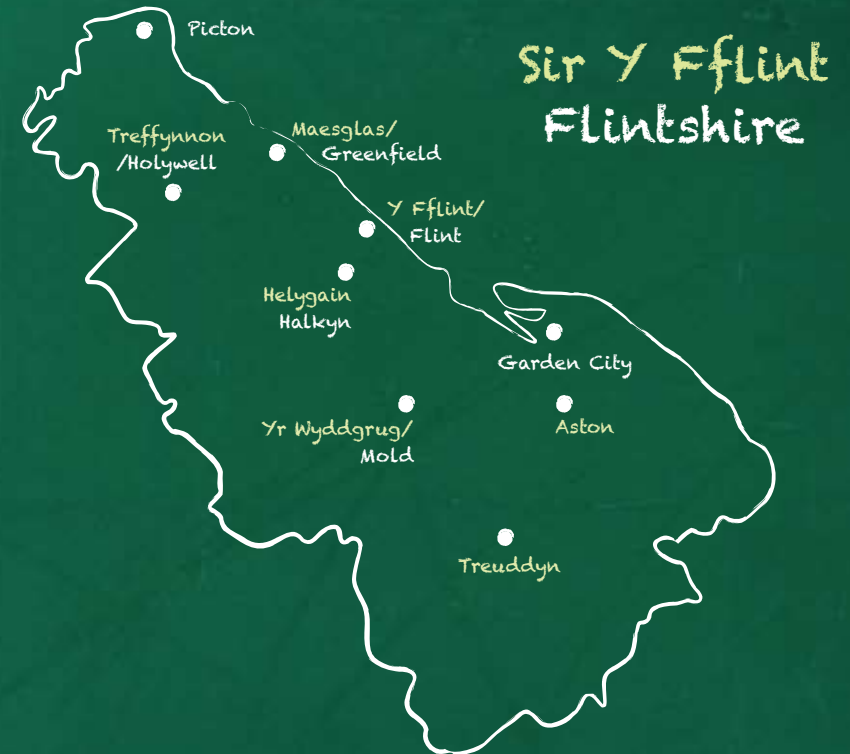 Sir Y Fflint
Flintshire
Picton
Treffynnon
/Holywell
Maesglas/
Greenfield
Y Fflint/
Flint
Helygain
Halkyn
Garden City
Yr Wyddgrug/
Mold
Aston
Treuddyn